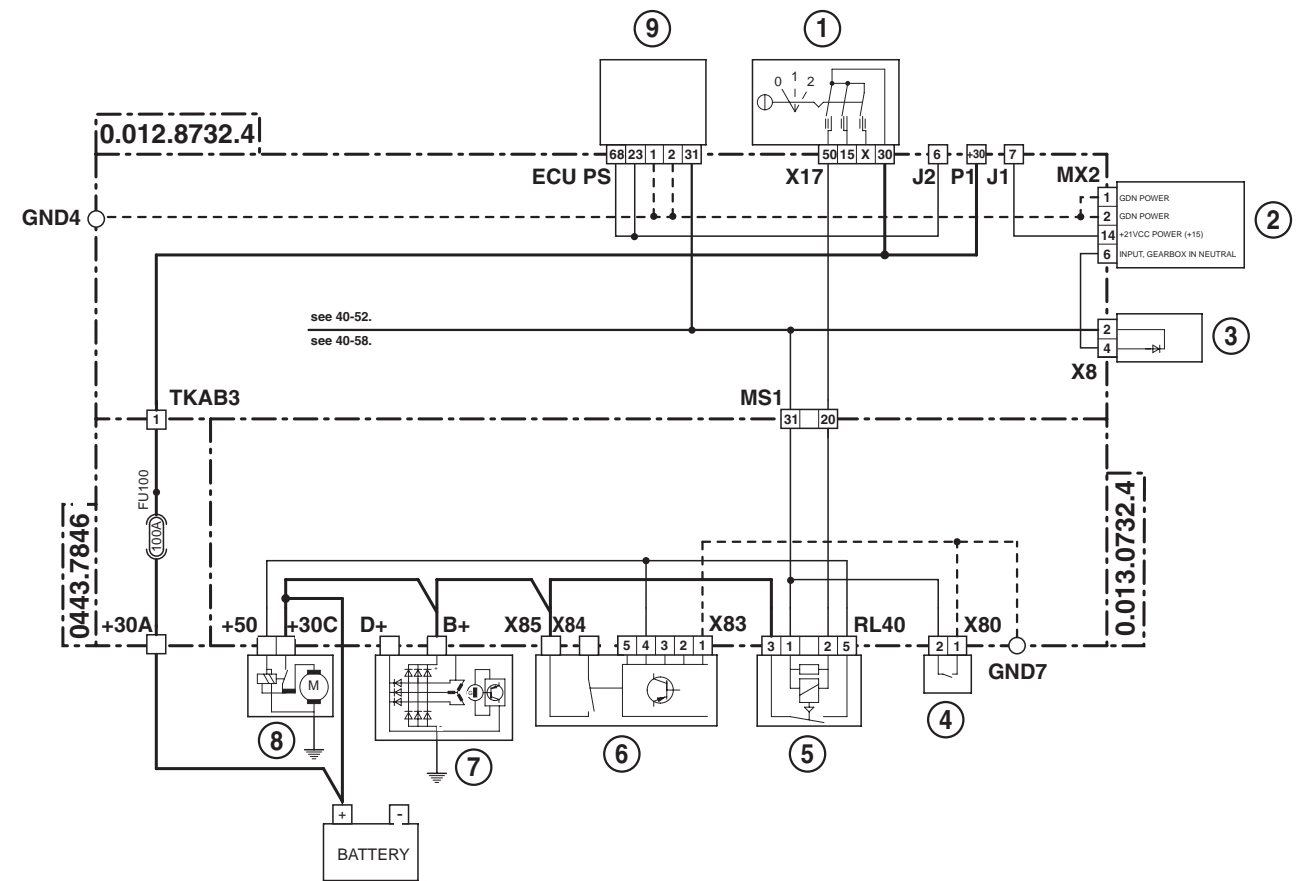 9
1
0 1 2
0.012.8732.4
68 23 1 2 31
50 15 X 30
6
+30
7
ECU PS
X17
J2
P1
J1
MX2
GND4
1 GDN POWER
2 GDN POWER
14 +21VCC POWER (+15)
6 INPUT, GEARBOX IN NEUTRAL
2
see 40-52.
see 40-58.
2
4
3
X8
TKAB3
MS1
1
31 20
FU100
100A
0443.7846
0.013.0732.4
+30A
+50
+30C
D+
B+
X85
X84
X83
RL40
X80
5 4 3 2 1
3 1 2 5
2 1
GND7
M
+
-
8
7
6
5
4
+ -
BATTERY